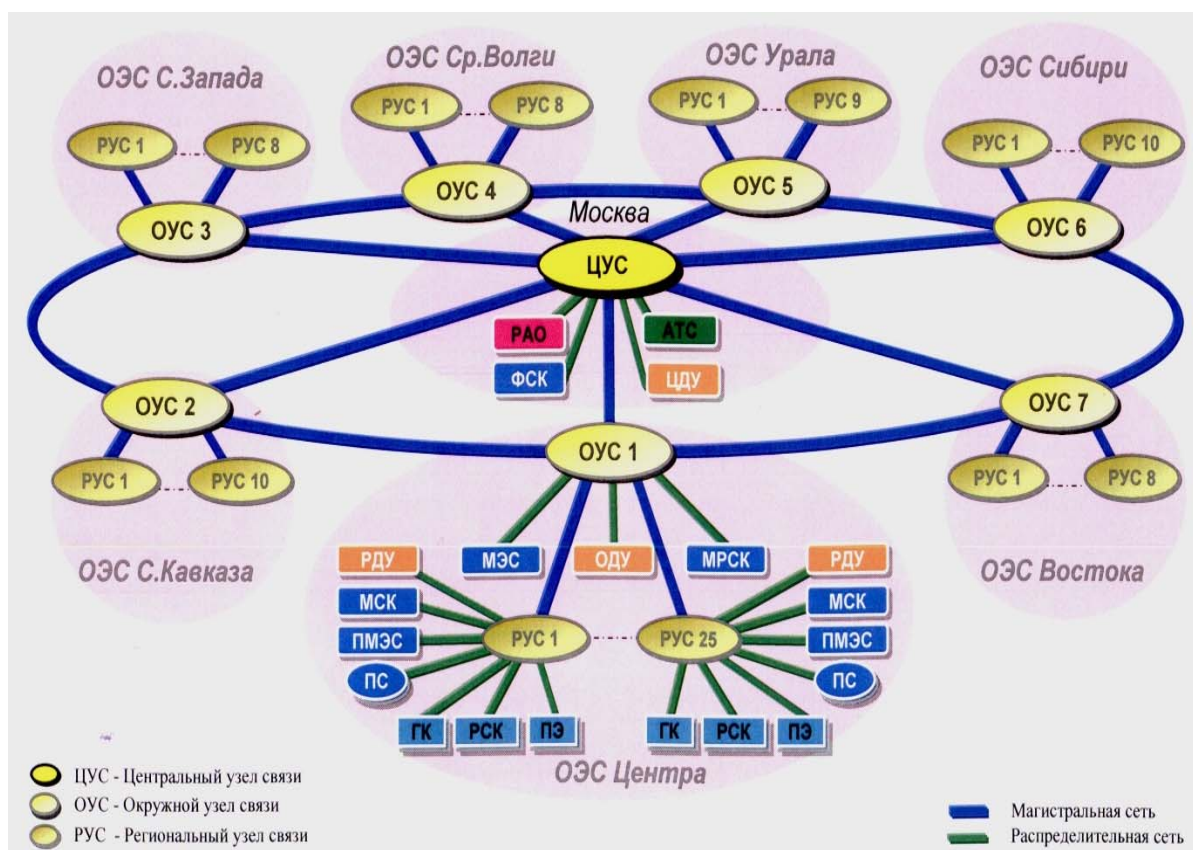 ОЭС С.Запада
ОЭС Ср.Волги
ОЭС Урала
ОЭС Сибири
РУС 1
РУС 8
РУС 1
РУС 8
РУС 1
РУС 9
РУС 1
РУС 10
ОУС 3
ОУС 4
ОУС 5
ОУС 6
Москва
ЦУС
РАО
АТС
ФСК
ЦДУ
ОУС 2
ОУС 7
ОУС 1
РУС 1
РУС 10
РУС 1
РУС 8
ОЭС С.Кавказа
ОЭС Востока
РДУ
МЭС
ОДУ
МРСК
РДУ
МСК
МСК
ПМЭС
РУС 1
РУС 25
ПМЭС
ПС
ПС
ГК
РСК
ПЭ
ГК
РСК
ПЭ
ОЭС Центра
ЦУС - Центральный узел связи
ОУС - Окружной узел связи
РУС - Региональный узел связи
Магистральная сеть
Распределительная сеть